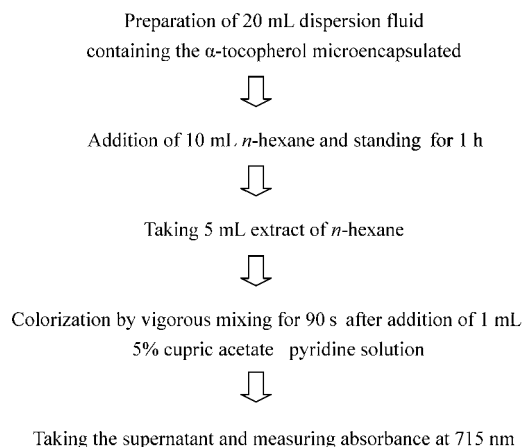 Preparation of 20 mL dispersion fluid
containing the α-tocopherol microencapsulated
Addition of 10 mL n-hexane and standing for 1 h
Taking 5 mL extract of n-hexane
Colorization by vigorous mixing for 90 s after addition of 1 mL
5% cupric acetate pyridine solution
Taking the supernatant and measuring absorbance at 715 nm